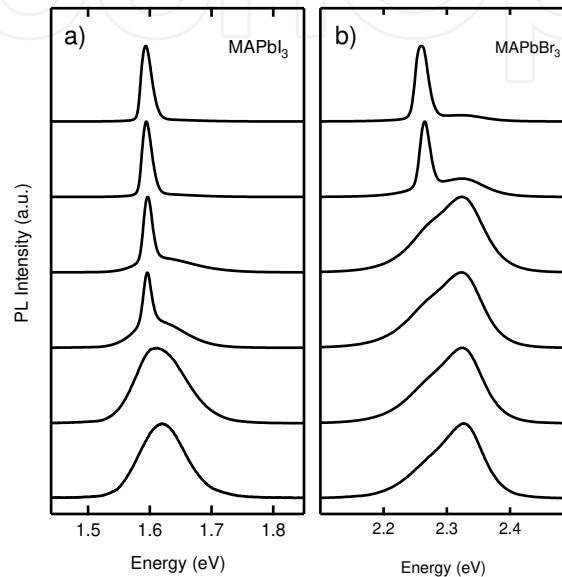 a)
MAPbI₃
b)
MAPbBr₃
PL Intensity (a.u.)
1.5 1.6 1.7 1.8
2.2 2.3 2.4
Energy (eV)
Energy (eV)